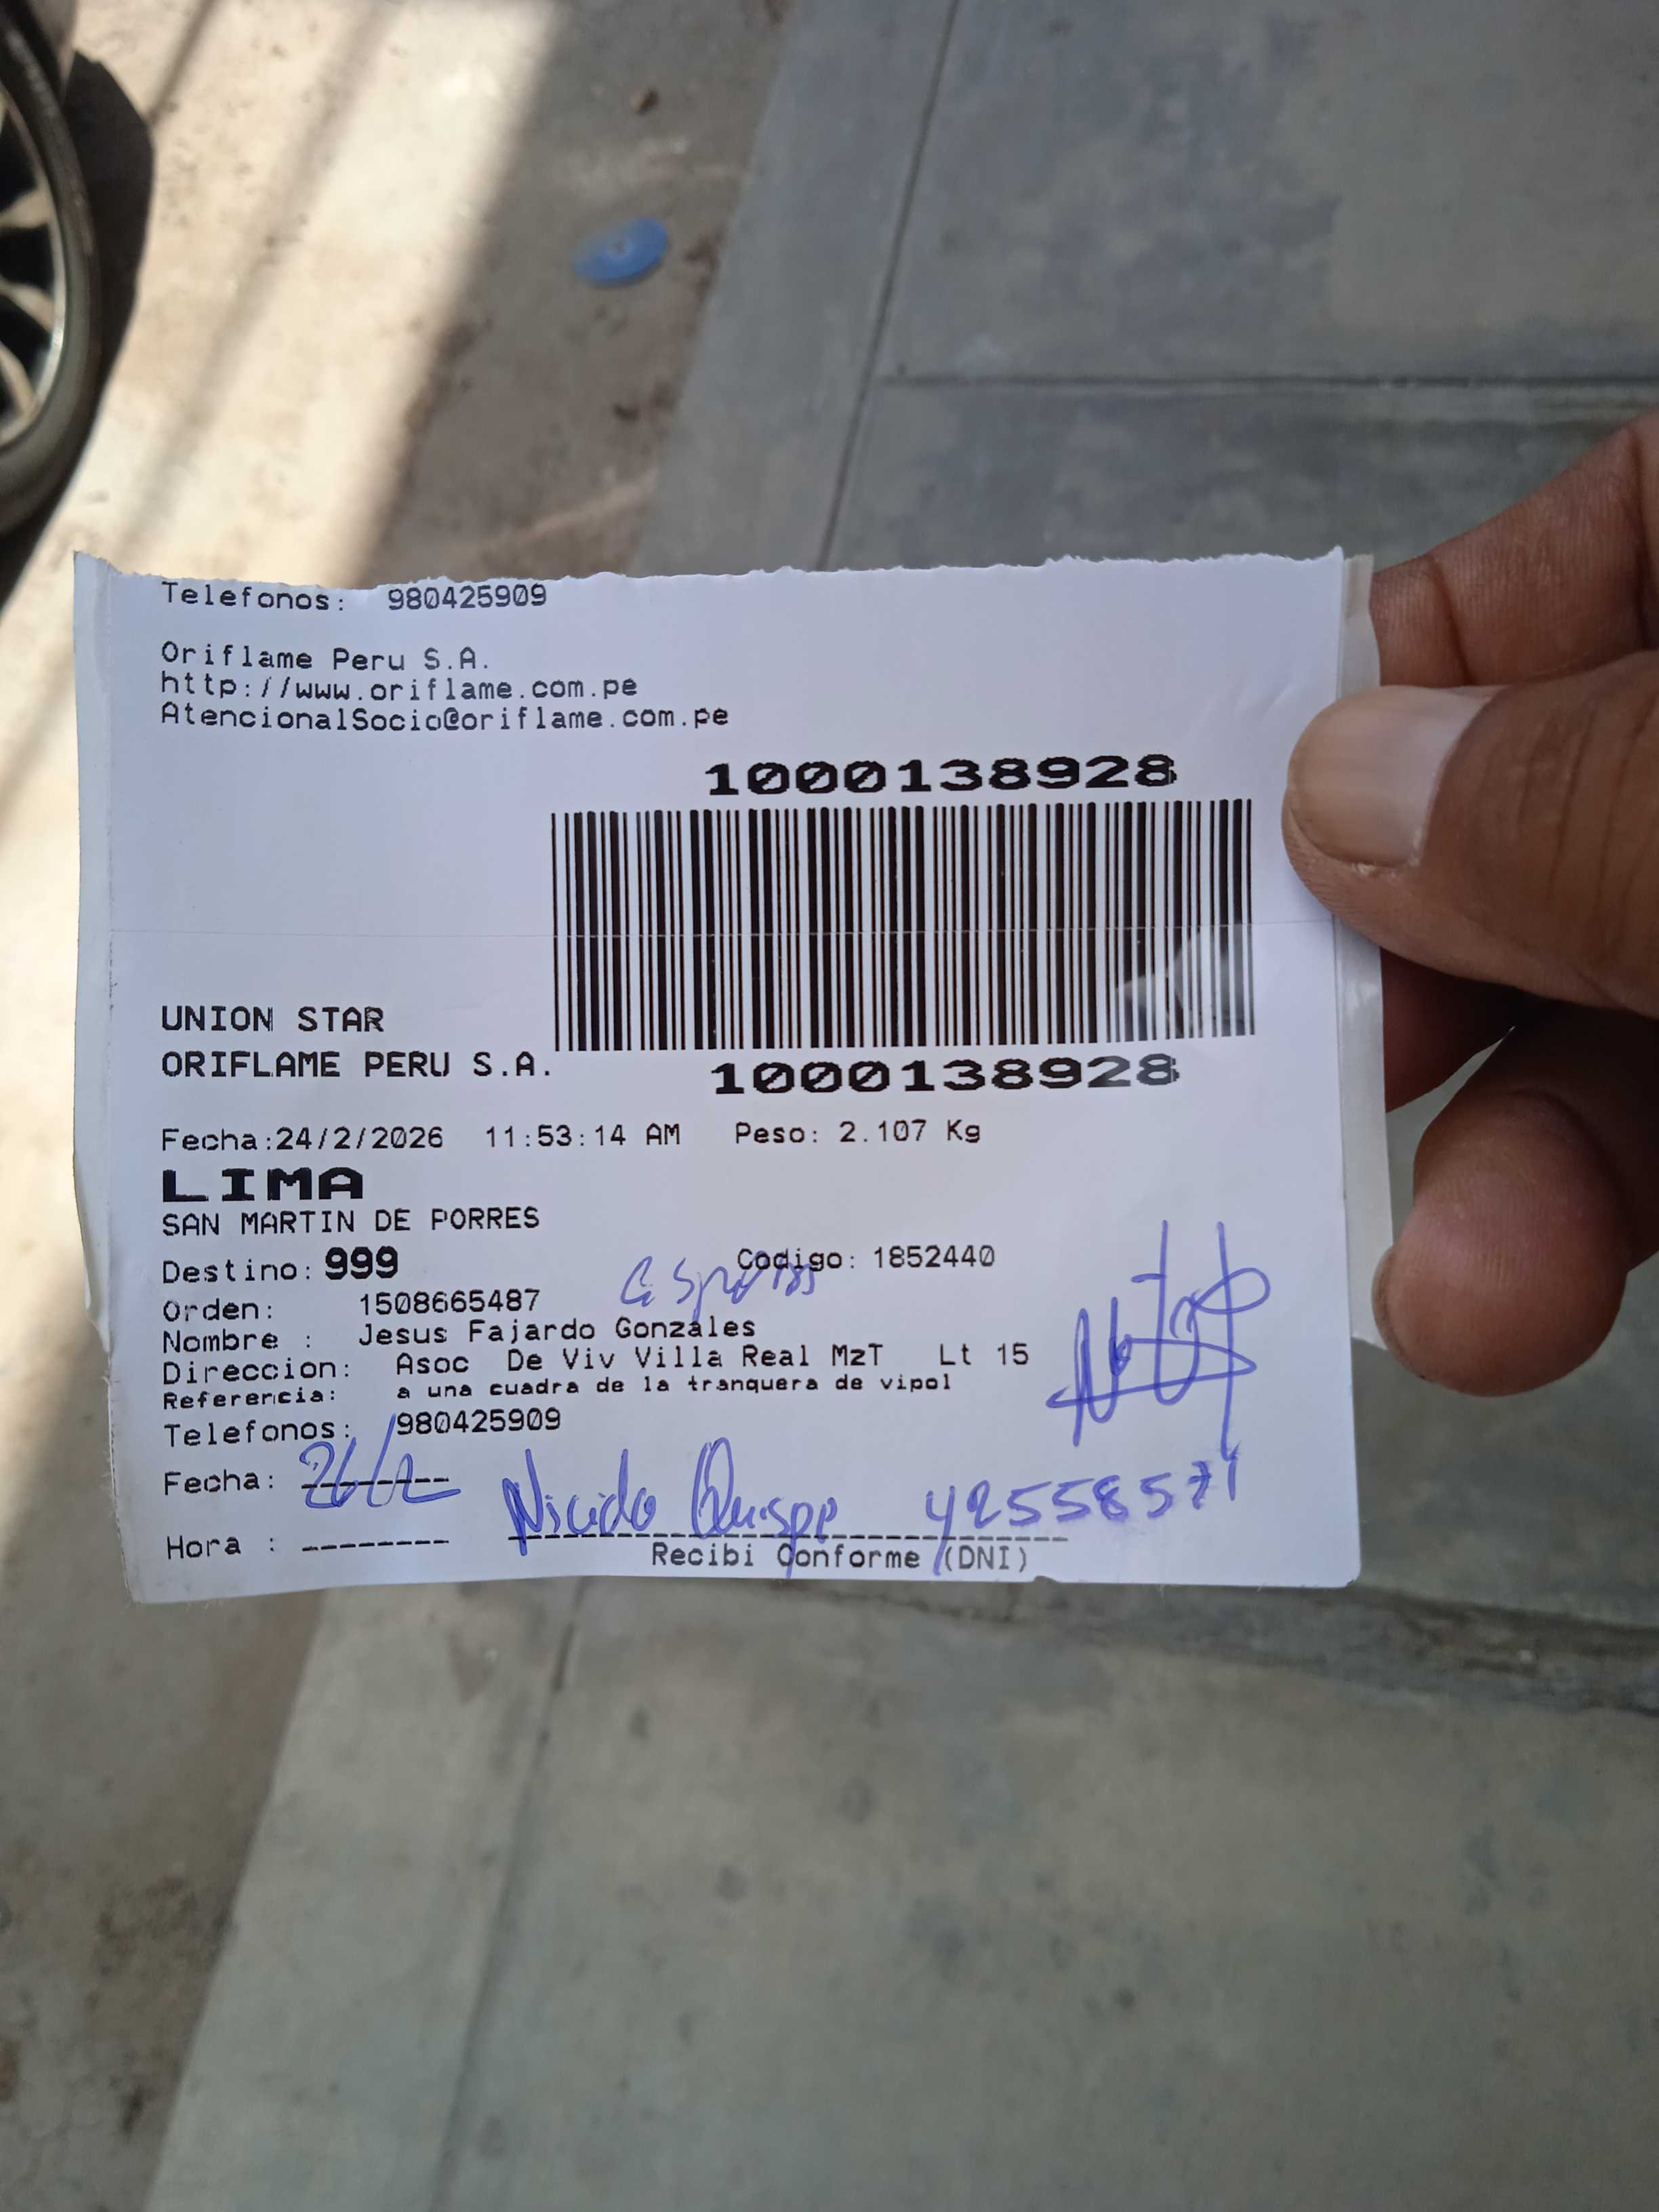 Telefonos: 980425909
Oriflame Peru S.A.
http://www.oriflame.com.pe
AtencionalSocio@oriflame.com.pe
1000138928
UNION STAR
ORIFLAME PERU S.A.
1000138928
Fecha:24/2/2026 11:53:14 AM Peso: 2.107 Kg
LIMA
SAN MARTIN DE PORRES
Destino: 999 Codigo: 1852440
Orden: 1508665487
Nombre : Jesus Fajardo Gonzales
Direccion: Asoc De Viv Villa Real MzT Lt 15
Referencia: a una cuadra de la tranquera de vipol
Telefonos: 980425909
Fecha: 26/2
Quispe 42558571
Hora : --------
Recibi Conforme (DNI)